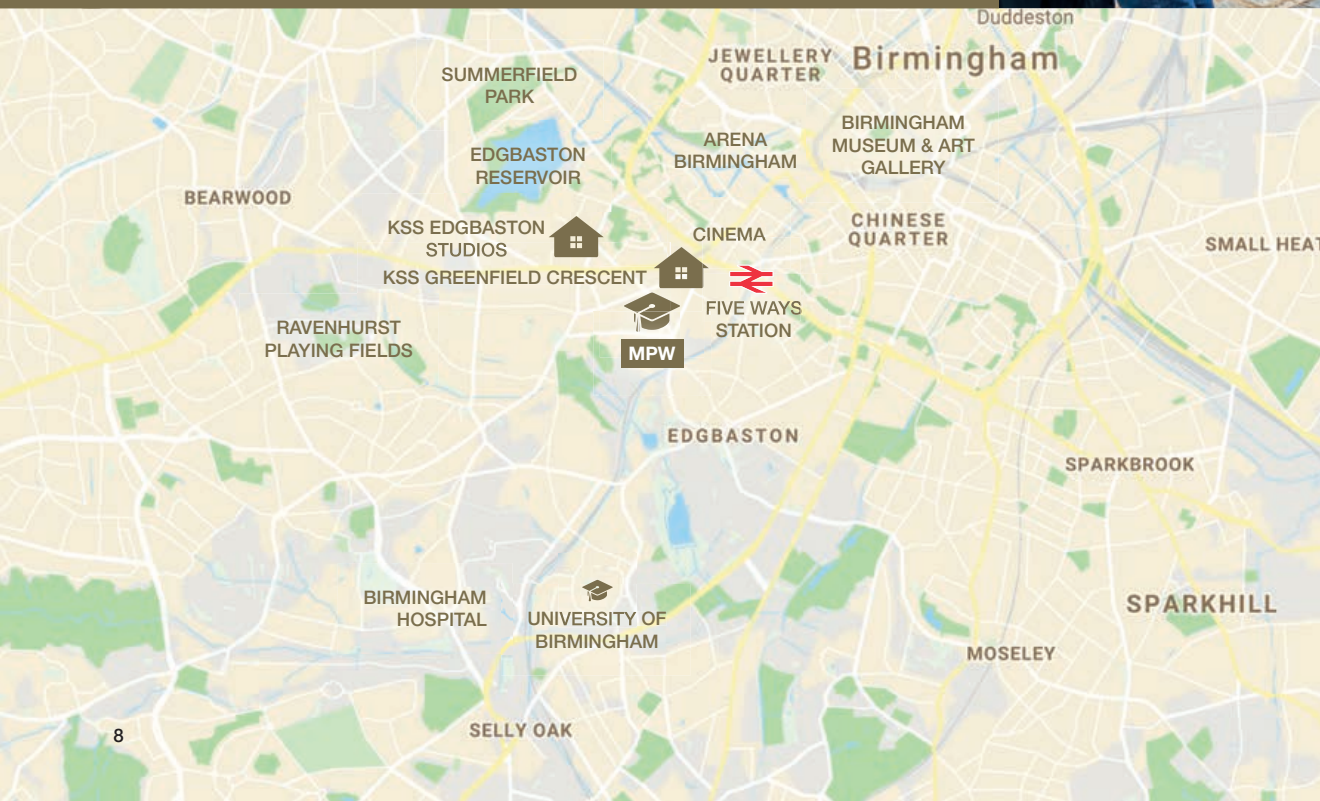 Duddeston
JEWELLERY
QUARTER
Birmingham
SUMMERFIELD
PARK
BIRMINGHAM
MUSEUM & ART
GALLERY
ARENA
BIRMINGHAM
EDGBASTON
RESERVOIR
BEARWOOD
KSS EDGBASTON
STUDIOS
CINEMA
CHINESE
QUARTER
SMALL HEAT
KSS GREENFIELD CRESCENT
FIVE WAYS
STATION
RAVENHURST
PLAYING FIELDS
MPW
EDGBASTON
SPARKBROOK
BIRMINGHAM
HOSPITAL
UNIVERSITY OF
BIRMINGHAM
SPARKHILL
MOSELEY
SELLY OAK
8